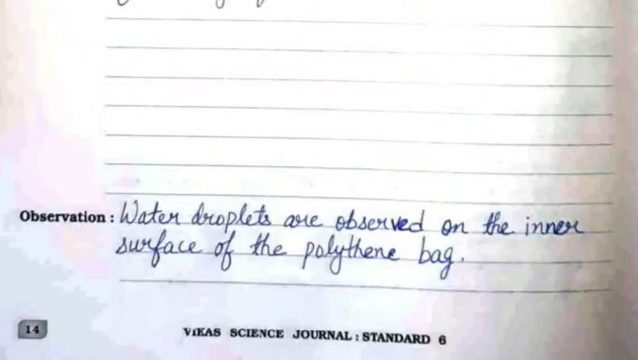 Observation : Water droplets are observed on the inner
surface of the polythene bag.
14
VIKAS SCIENCE JOURNAL : STANDARD 6